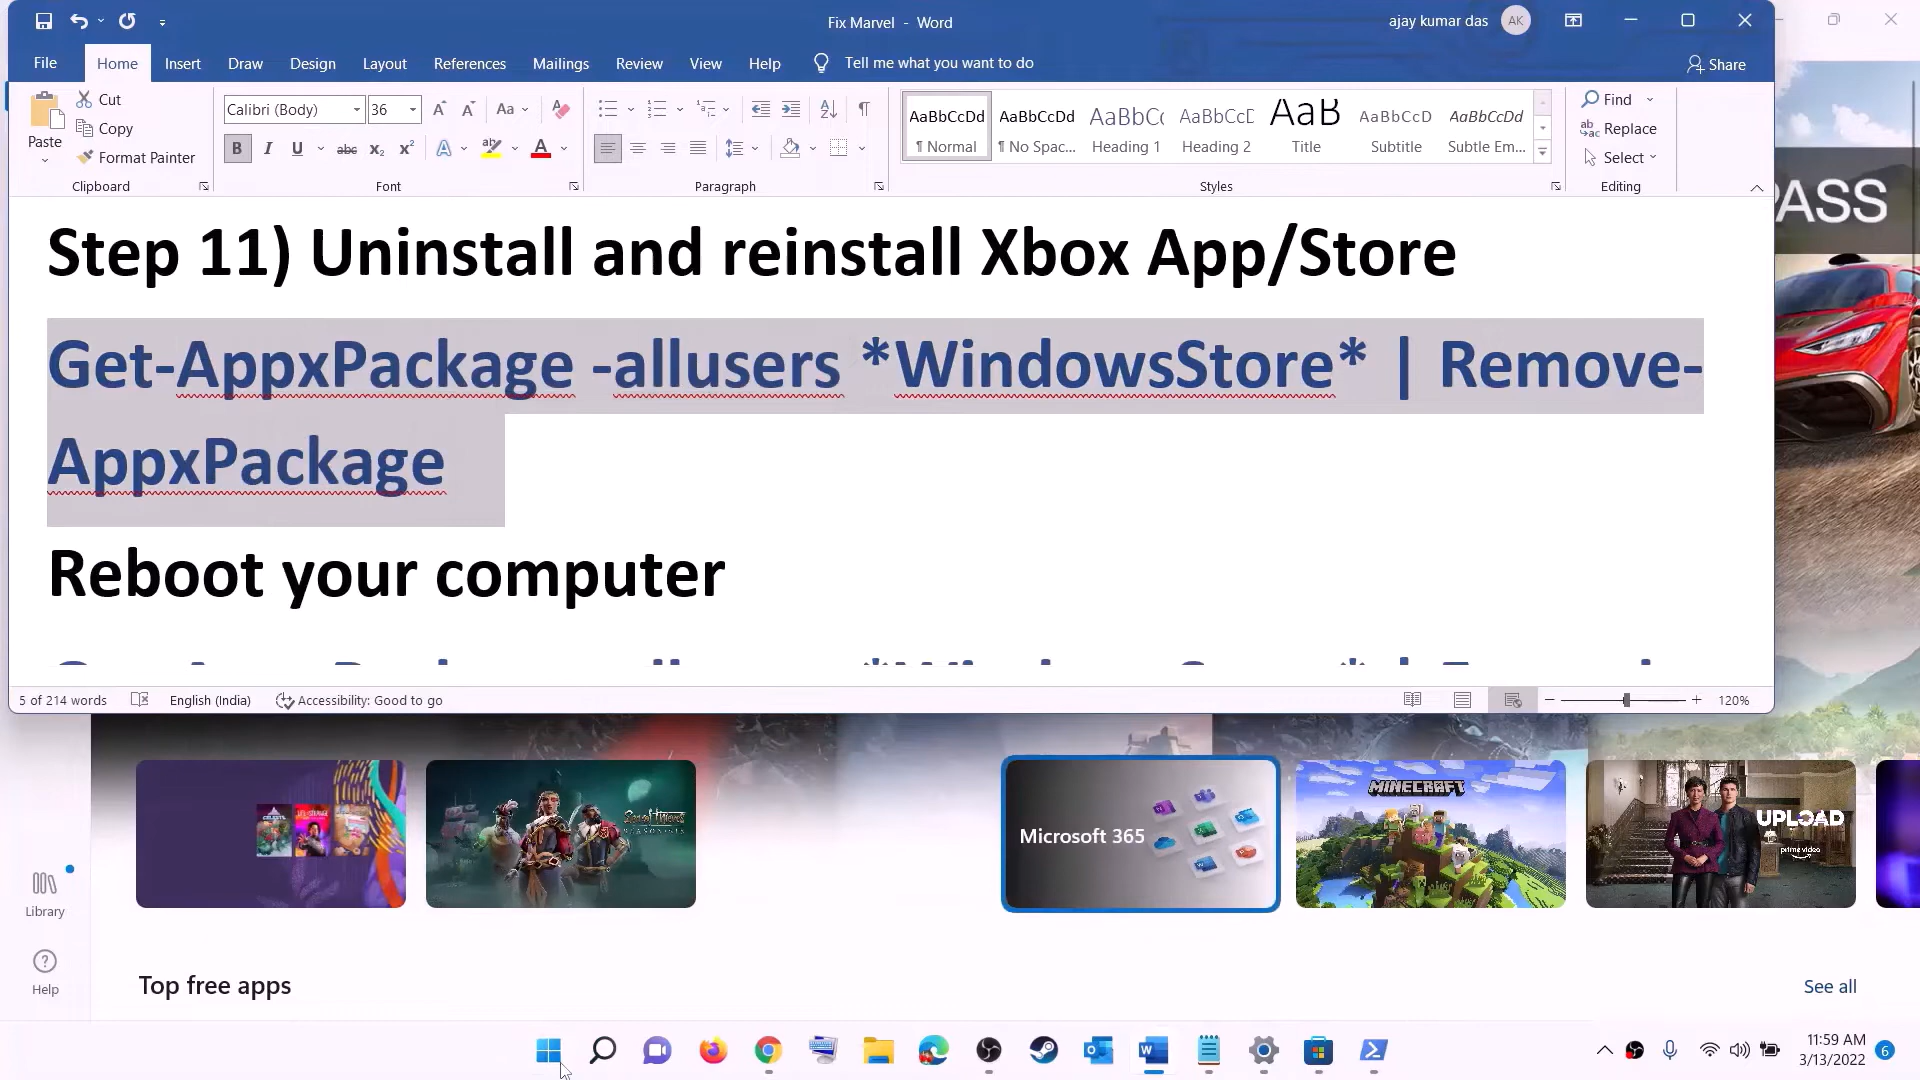 Fix Marvel - Word
ajay kumar das AK
File Home Insert Draw Design Layout References Mailings Review View Help Tell me what you want to do Share
Paste
Cut
Copy
Format Painter
Clipboard
Calibri (Body) 36
Font
Paragraph
AaBbCcDd
¶ Normal
AaBbCcDd
¶ No Spac...
AaBbC
Heading 1
AaBbCcD
Heading 2
AaB
Title
AaBbCcD
Subtitle
AaBbCcDd
Subtle Em...
Styles
Find
Replace
Select
Editing
PASS
Step 11) Uninstall and reinstall Xbox App/Store
Get-AppxPackage -allusers *WindowsStore* | Remove-
AppxPackage
Reboot your computer
5 of 214 words English (India) Accessibility: Good to go 120%
Library
Help
Microsoft 365
MINECRAFT
UPLOAD
prime video
Top free apps
See all
11:59 AM
3/13/2022
6